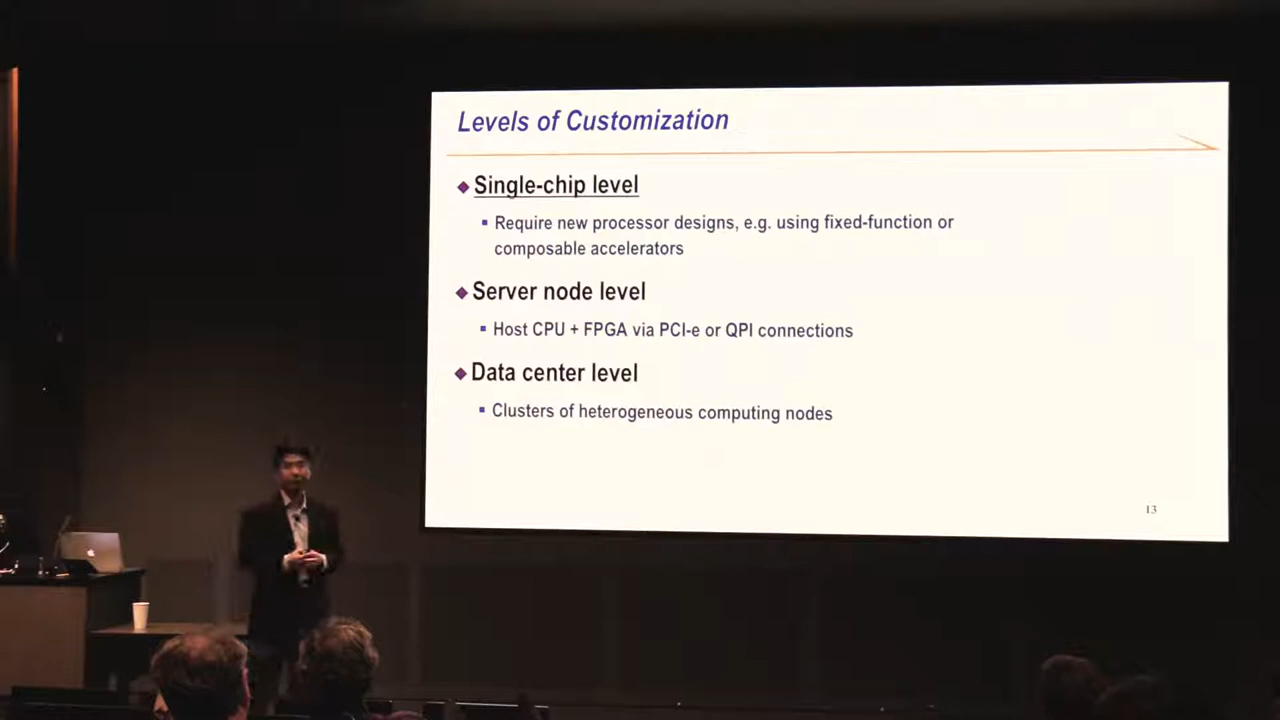 Levels of Customization
Single-chip level
Require new processor designs, e.g. using fixed-function or
composable accelerators
Server node level
Host CPU + FPGA via PCI-e or QPI connections
Data center level
Clusters of heterogeneous computing nodes
13